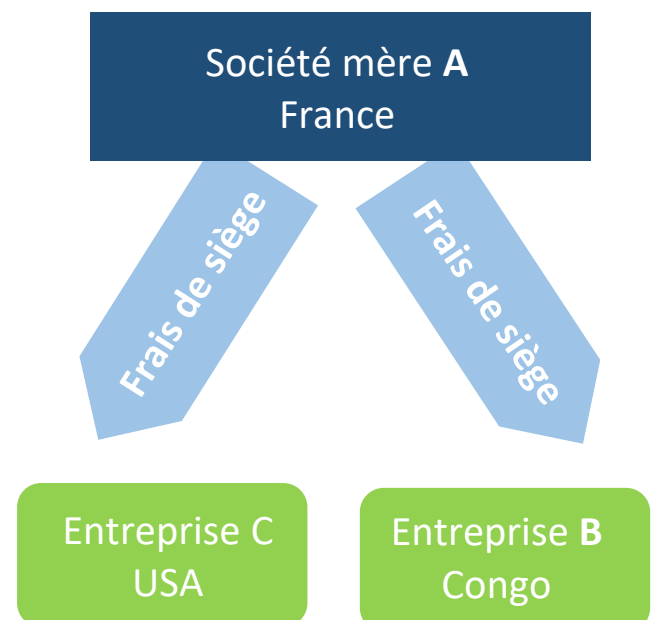 Société mère A
France
Frais de siège
Frais de siège
Entreprise C
USA
Entreprise B
Congo